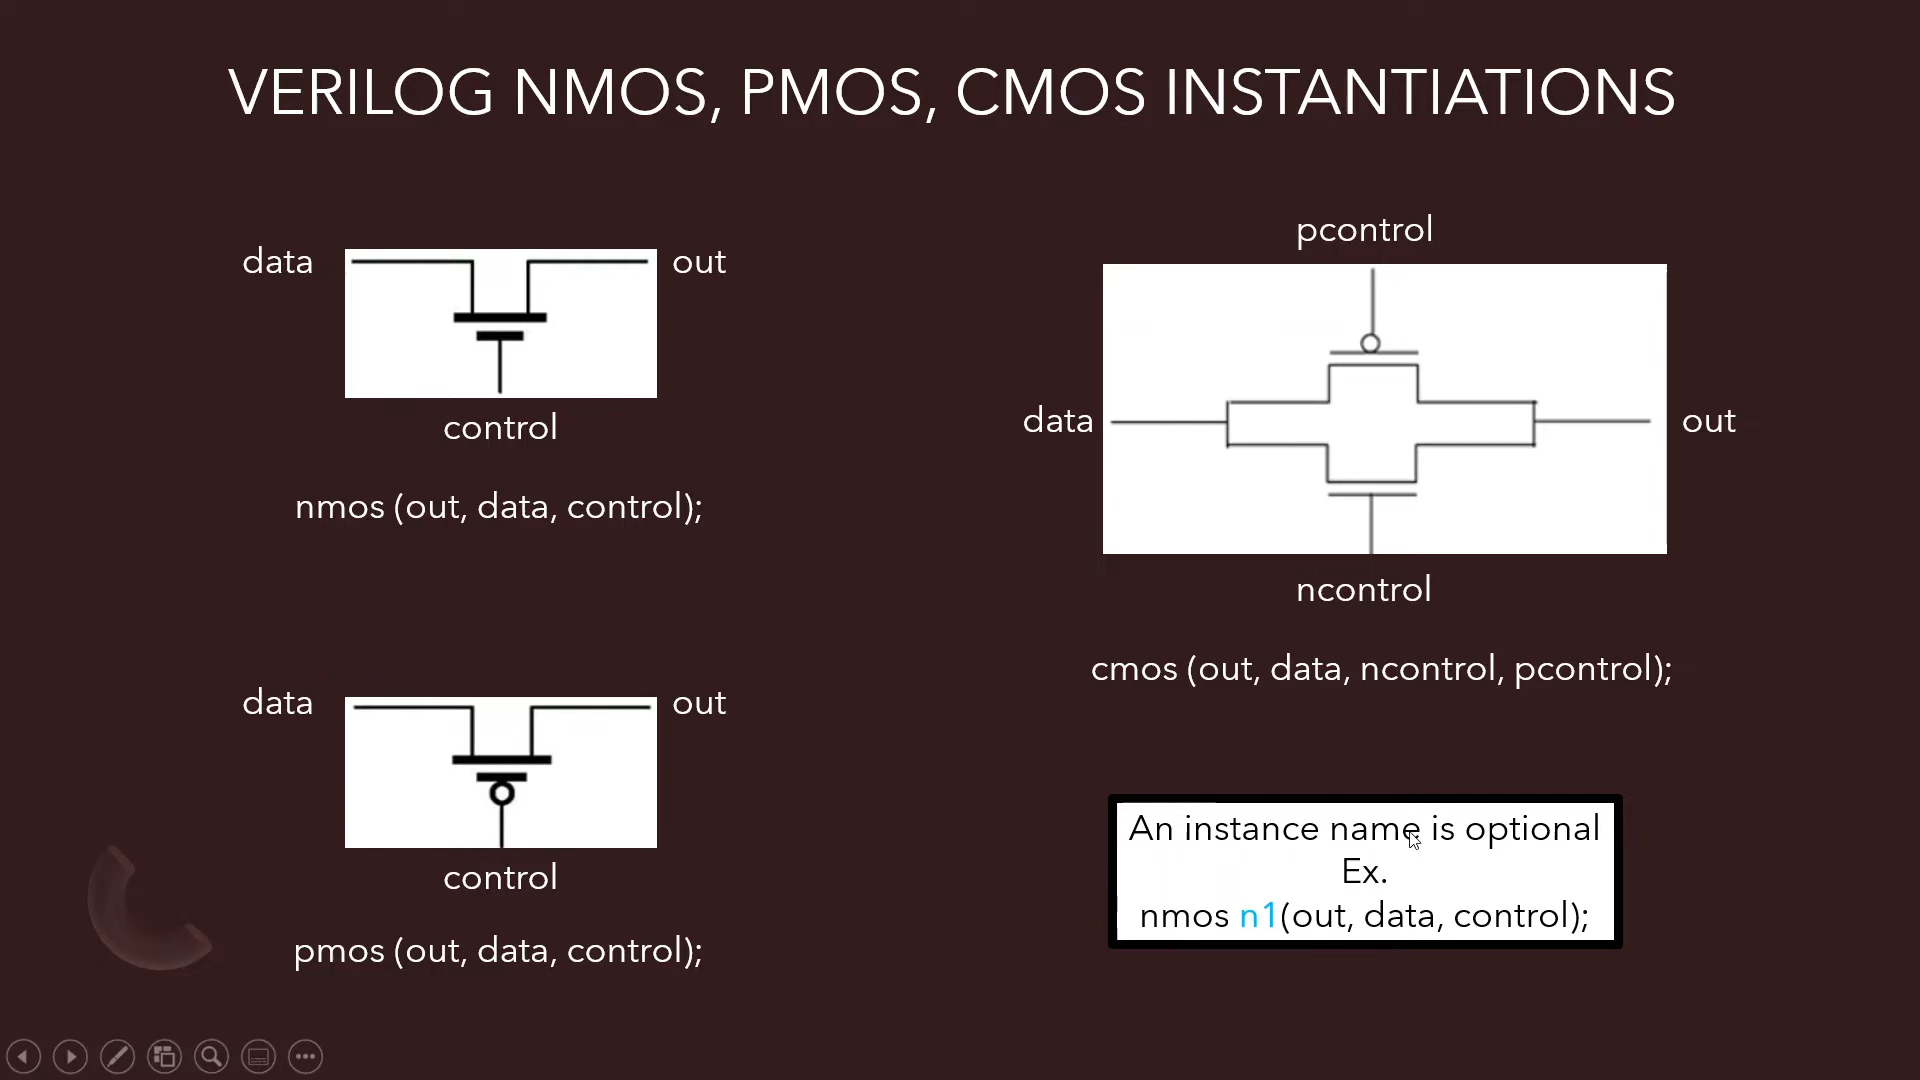 VERILOG NMOS, PMOS, CMOS INSTANTIATIONS
data
out
control
nmos (out, data, control);
data
out
control
pmos (out, data, control);
pcontrol
data
out
ncontrol
cmos (out, data, ncontrol, pcontrol);
An instance name is optional
Ex.
nmos n1(out, data, control);